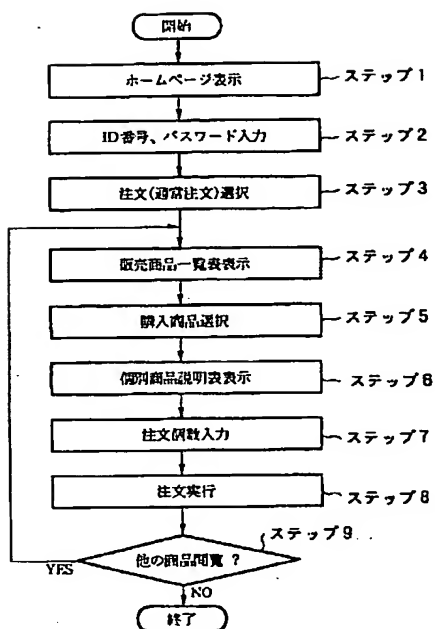 開始
ホームページ表示 ステップ1
ID番号、パスワード入力 ステップ2
注文(通常注文)選択 ステップ3
販売商品一覧表表示 ステップ4
購入商品選択 ステップ5
個別商品説明表表示 ステップ6
注文個数入力 ステップ7
注文実行 ステップ8
ステップ9
他の商品閲覧 ?
YES
NO
終了